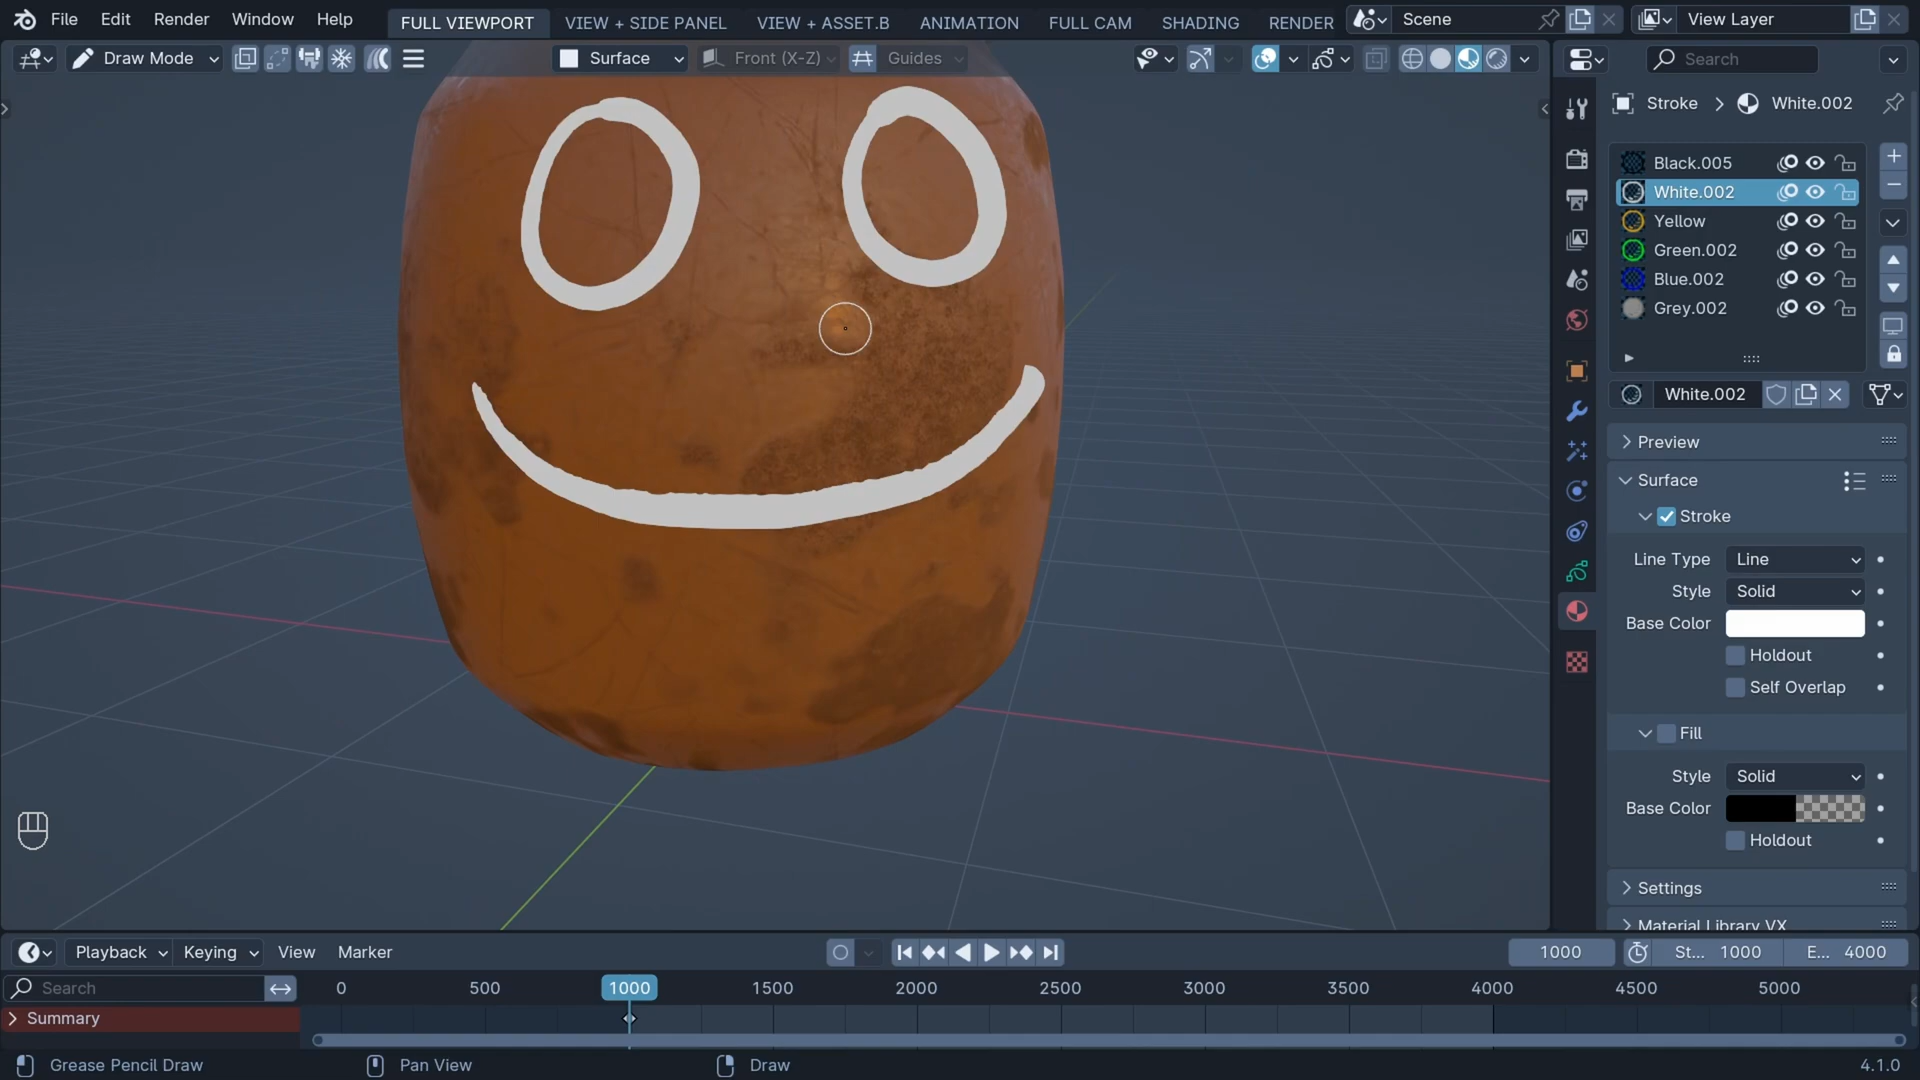 File Edit Render Window Help FULL VIEWPORT VIEW + SIDE PANEL VIEW + ASSET.B ANIMATION FULL CAM SHADING RENDER Scene View Layer
Draw Mode Surface Front (X-Z) Guides Search
Stroke White.002
Black.005
White.002
Yellow
Green.002
Blue.002
Grey.002
White.002
Preview
Surface
Stroke
Line Type Line
Style Solid
Base Color
Holdout
Self Overlap
Fill
Style Solid
Base Color
Holdout
Settings
Material Library VX
Playback Keying View Marker 1000 St... 1000 E... 4000
Search 0 500 1000 1500 2000 2500 3000 3500 4000 4500 5000
Summary
Grease Pencil Draw Pan View Draw 4.1.0